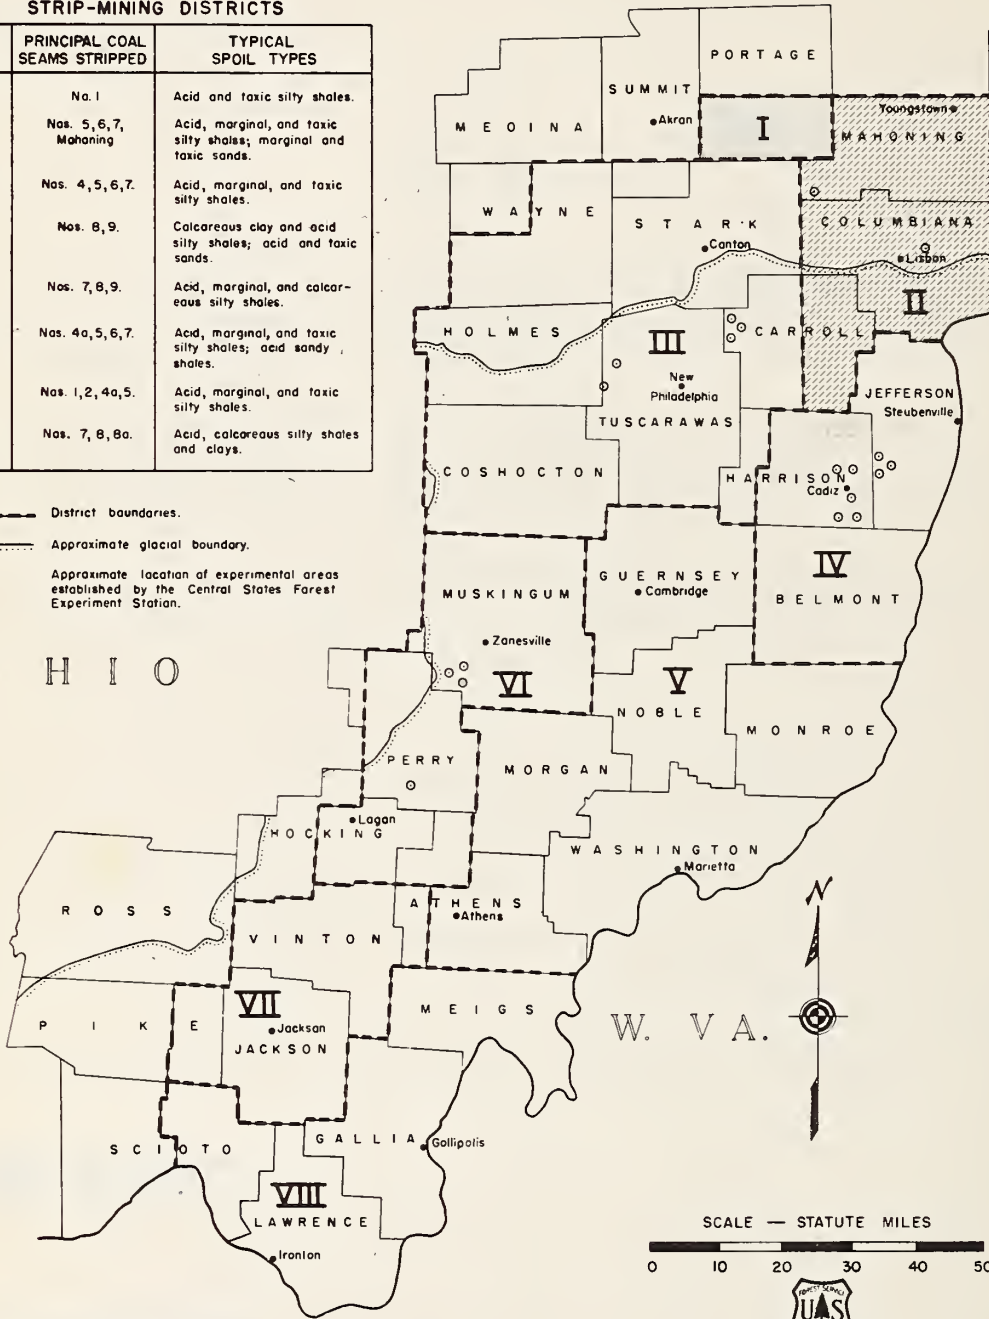 STRIP-MINING DISTRICTS
PRINCIPAL COAL SEAMS STRIPPED
TYPICAL SPOIL TYPES
No. 1
Acid and toxic silty shales.
Nos. 5,6,7,
Mahoning
Acid, marginal, and toxic
silty shales; marginal and
toxic sands.
Nos. 4,5,6,7.
Acid, marginal, and toxic
silty shales.
Nos. 8,9.
Calcareous clay and acid
silty shales; acid and toxic
sands.
Nos. 7,8,9.
Acid, marginal, and calcar-
eous silty shales.
Nos. 4a,5,6,7.
Acid, marginal, and toxic
silty shales; acid sandy
shales.
Nos. 1,2,4a,5.
Acid, marginal, and toxic
silty shales.
Nos. 7, 8, 8a.
Acid, calcareous silty shales
and clays.
District boundaries.
Approximate glacial boundary.
Approximate location of experimental areas
established by the Central States Forest
Experiment Station.
HIO
PORTAGE
SUMMIT
Akron
MEDINA
I
Youngstown
MAHONING
WAYNE
STARK
Canton
COLUMBIANA
Lisbon
II
HOLMES
III
CARROLL
New
Philadelphia
TUSCARAWAS
JEFFERSON
Steubenville
COSHOCTON
HARRISON
Cadiz
IV
BELMONT
GUERNSEY
Cambridge
MUSKINGUM
Zanesville
VI
V
NOBLE
MONROE
PERRY
MORGAN
Logan
HOCKING
WASHINGTON
Marietta
ROSS
ATHENS
Athens
VINTON
N
MEIGS
W. VA.
PIKE
VII
Jackson
JACKSON
SCIOTO
GALLIA
Gallipolis
VIII
LAWRENCE
Ironton
SCALE — STATUTE MILES
0 10 20 30 40 50
FOREST SERVICE
U S